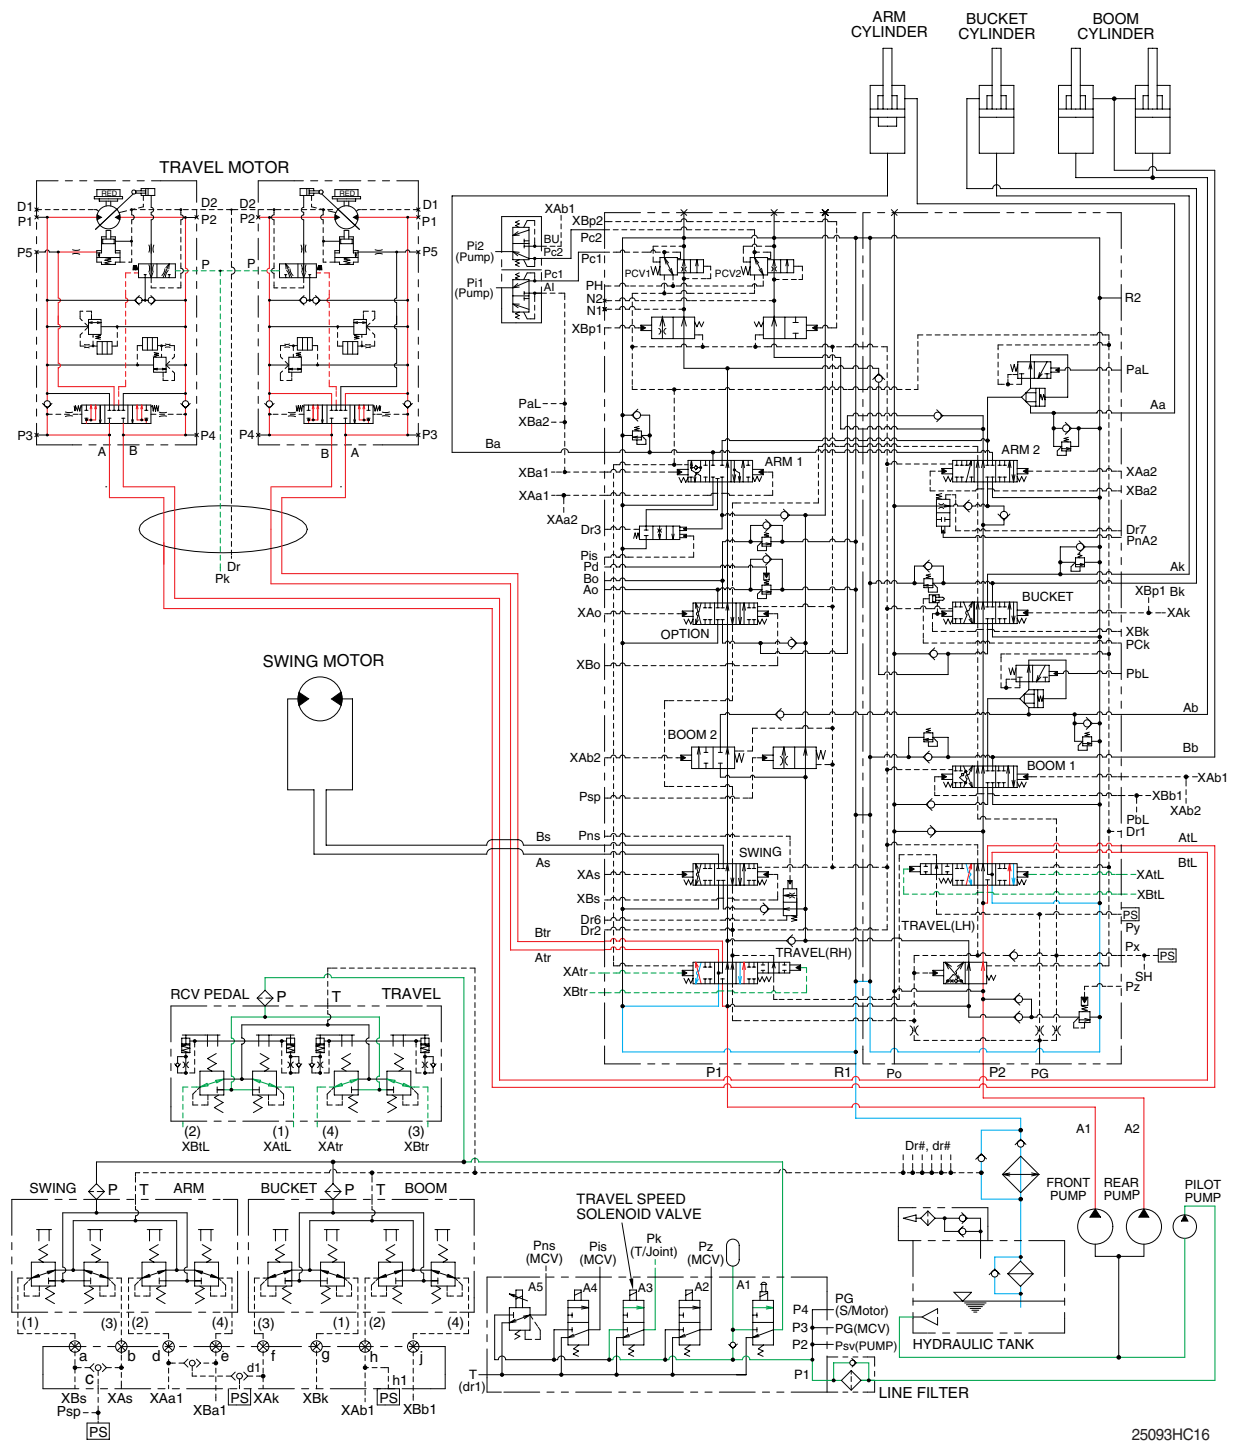 ARM
CYLINDER
BUCKET
CYLINDER
BOOM
CYLINDER
TRAVEL MOTOR
RED
RED
D1
D2
D2
D1
P1
P2
P2
P1
P5
P
P
P5
P3
P4
P4
P3
A
B
B
A
Dr
Pk
XAb1
BU
Pi2
(Pump)
Pc2
Pc1
Pi1
(Pump)
AI
XBp2
Pc2
Pc1
PCV1
PCV2
PH
N2
N1
XBp1
R2
PaL
PaL
XBa2
Aa
Ba
ARM 1
ARM 2
XBa1
XAa1
XAa2
XAa2
XBa2
Dr3
Dr7
PnA2
Pis
Pd
Bo
Ao
Ak
XBp1
Bk
BUCKET
XAo
XAk
OPTION
XBk
PCk
XBo
PbL
SWING MOTOR
Ab
BOOM 2
Bb
XAb2
BOOM 1
XAb1
Psp
XBb1
XAb2
PbL
Dr1
Pns
Bs
AtL
As
SWING
BtL
XAs
XAtL
XBs
XBtL
Dr6
Dr2
PS
Py
TRAVEL(LH)
Btr
TRAVEL(RH)
Px
PS
Atr
SH
XAtr
XBtr
Pz
RCV PEDAL
P
T
TRAVEL
P1
R1
Po
P2
PG
(2)
XBtL
(1)
XAtL
(4)
XAtr
(3)
XBtr
A1
A2
Dr#, dr#
FRONT
PUMP
REAR
PUMP
PILOT
PUMP
SWING
P
T
ARM
BUCKET
P
T
BOOM
TRAVEL SPEED
SOLENOID VALVE
Pns
(MCV)
Pis
(MCV)
Pk
(T/Joint)
Pz
(MCV)
A5
A4
A3
A2
A1
P4
PG
(S/Motor)
P3
PG(MCV)
P2
Psv(PUMP)
P1
T
(dr1)
LINE FILTER
HYDRAULIC TANK
(1)
(3)
(2)
(4)
(3)
(1)
(2)
(4)
a
b
d
e
f
g
h
j
c
d1
h1
XBs
XAs
XAa1
XBa1
PS
XAk
XBk
XAb1
PS
XBb1
Psp
PS
25093HC16